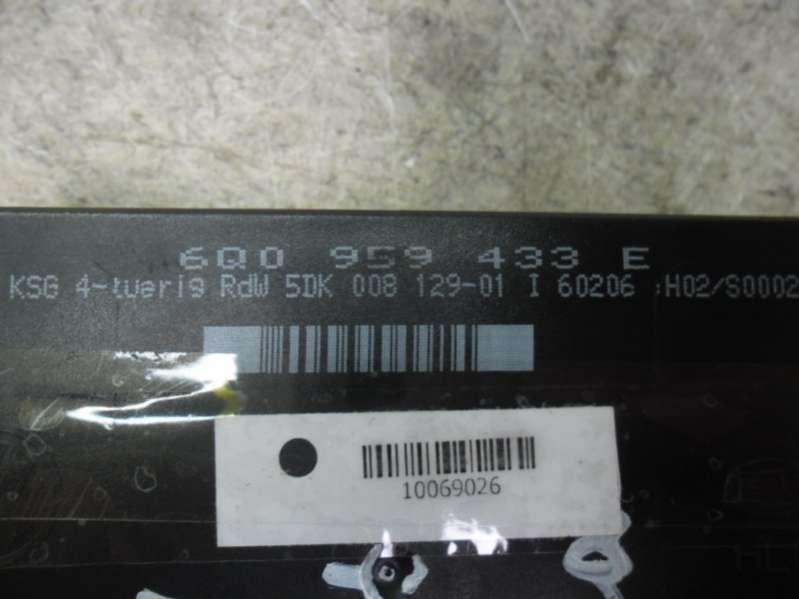 6Q0 959 433 E
KSG 4-tuerig RdW 5DK 008 129-01 I 60206 :H02/S0002
10069026